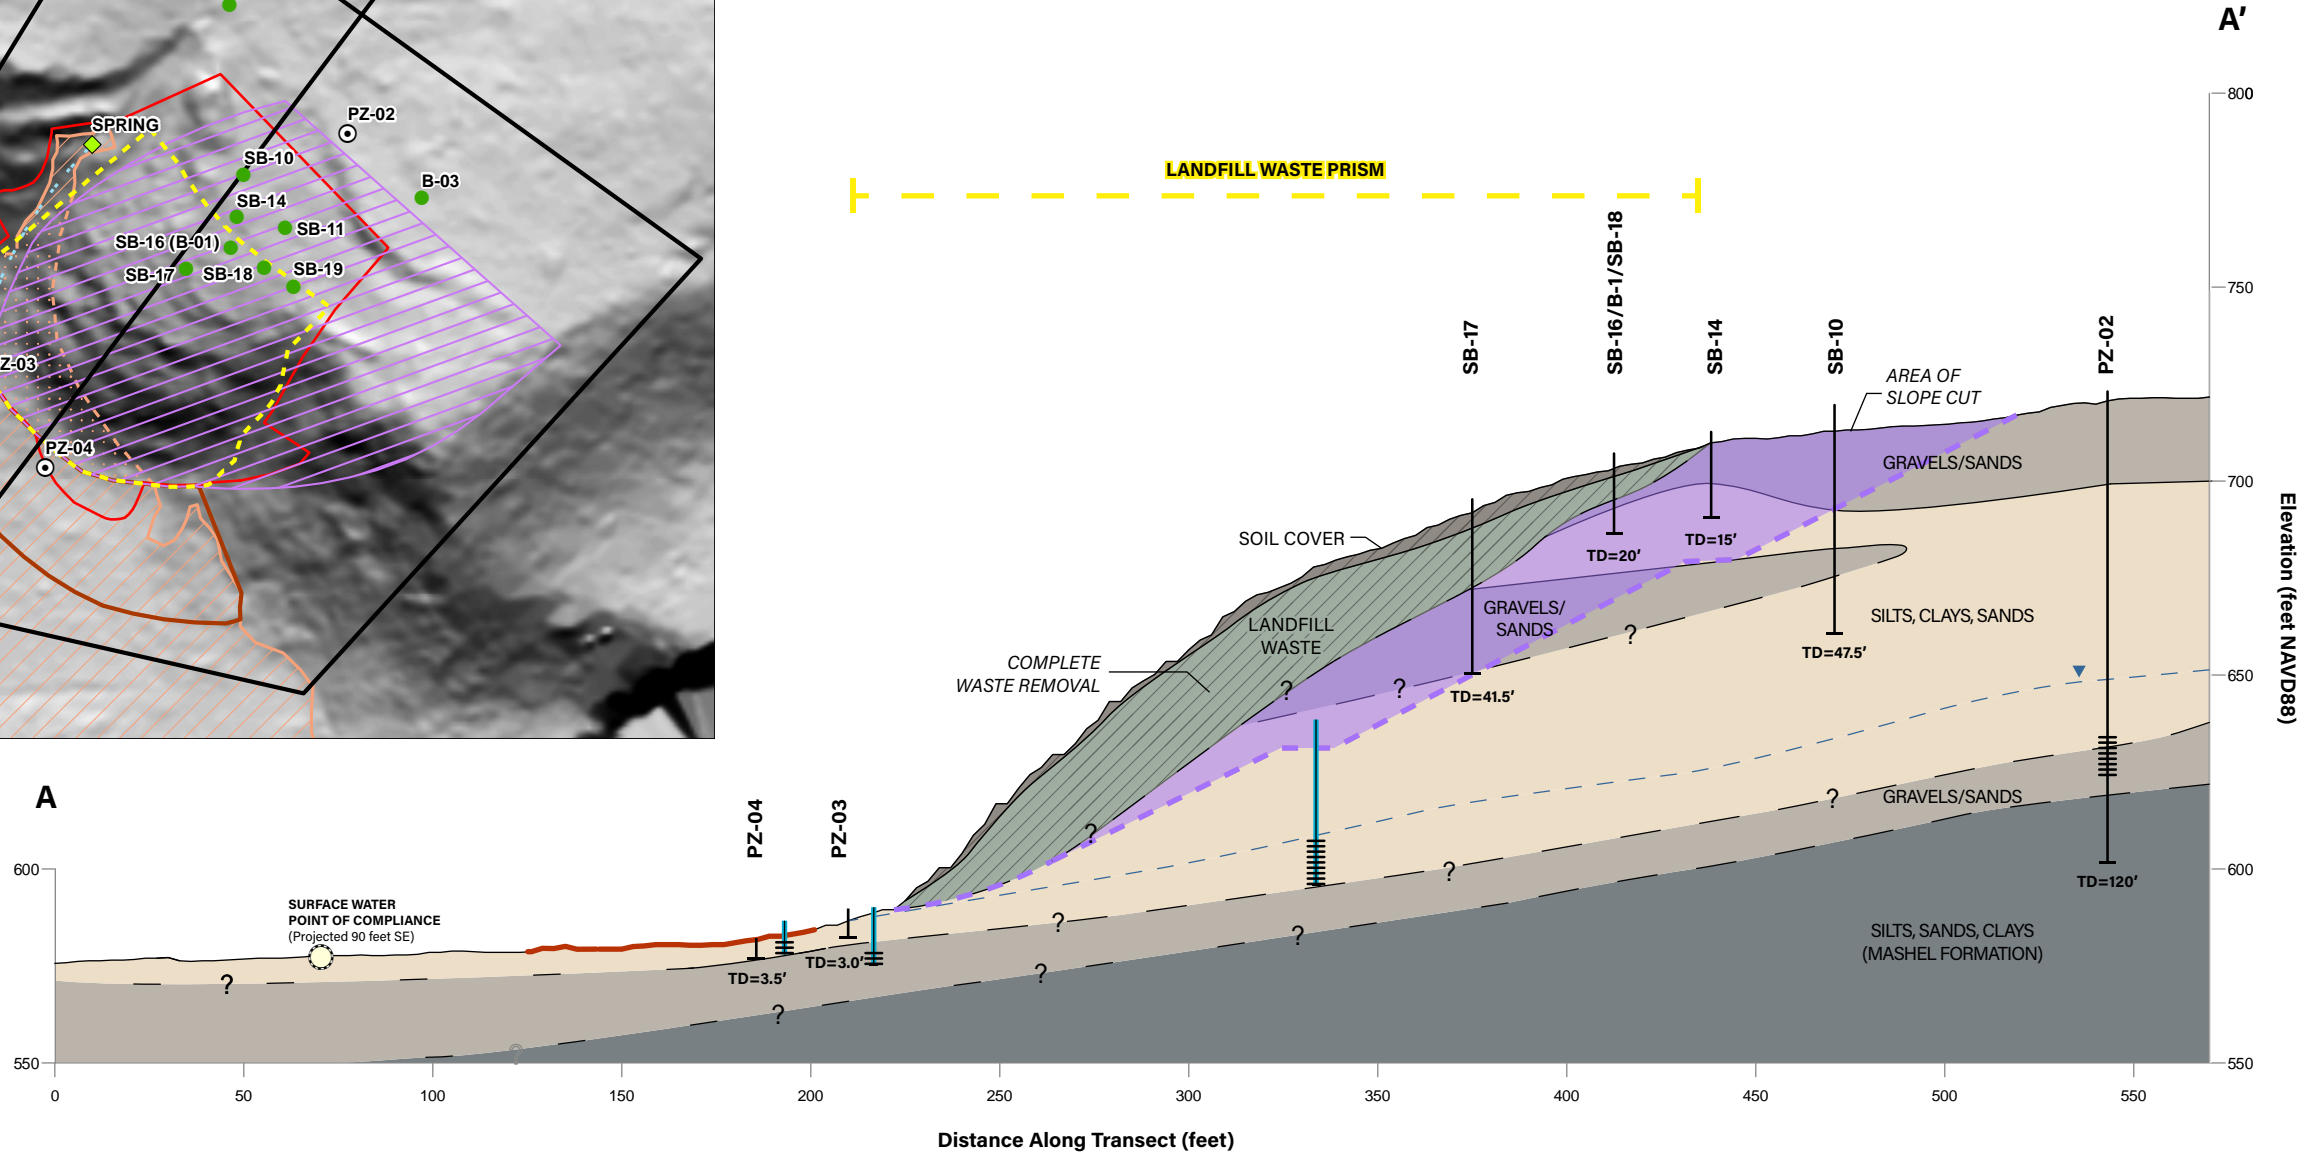 A′
SPRING
PZ-02
SB-10
B-03
SB-14
SB-11
SB-16 (B-01)
SB-17
SB-18
SB-19
Z-03
PZ-04
LANDFILL WASTE PRISM
SB-17
SB-16/B-1/SB-18
SB-14
SB-10
PZ-02
AREA OF
SLOPE CUT
GRAVELS/SANDS
SOIL COVER
TD=20′
TD=15′
LANDFILL
WASTE
GRAVELS/
SANDS
?
SILTS, CLAYS, SANDS
TD=47.5′
COMPLETE
WASTE REMOVAL
?
?
TD=41.5′
A
PZ-04
PZ-03
?
?
GRAVELS/SANDS
?
TD=120′
SURFACE WATER
POINT OF COMPLIANCE
(Projected 90 feet SE)
?
?
SILTS, SANDS, CLAYS
(MASHEL FORMATION)
TD=3.5′
TD=3.0′
?
?
?
?
800
750
700
650
600
550
Elevation (feet NAVD88)
600
550
0
50
100
150
200
250
300
350
400
450
500
550
Distance Along Transect (feet)